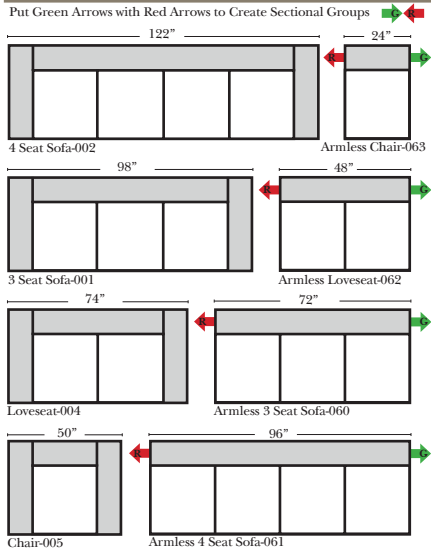 Put Green Arrows with Red Arrows to Create Sectional Groups G R
122” 24”
R G
4 Seat Sofa-002 Armless Chair-063
98” 48”
R G
3 Seat Sofa-001 Armless Loveseat-062
74” 72”
R G
Loveseat-004 Armless 3 Seat Sofa-060
50” 96”
R G
Chair-005 Armless 4 Seat Sofa-061